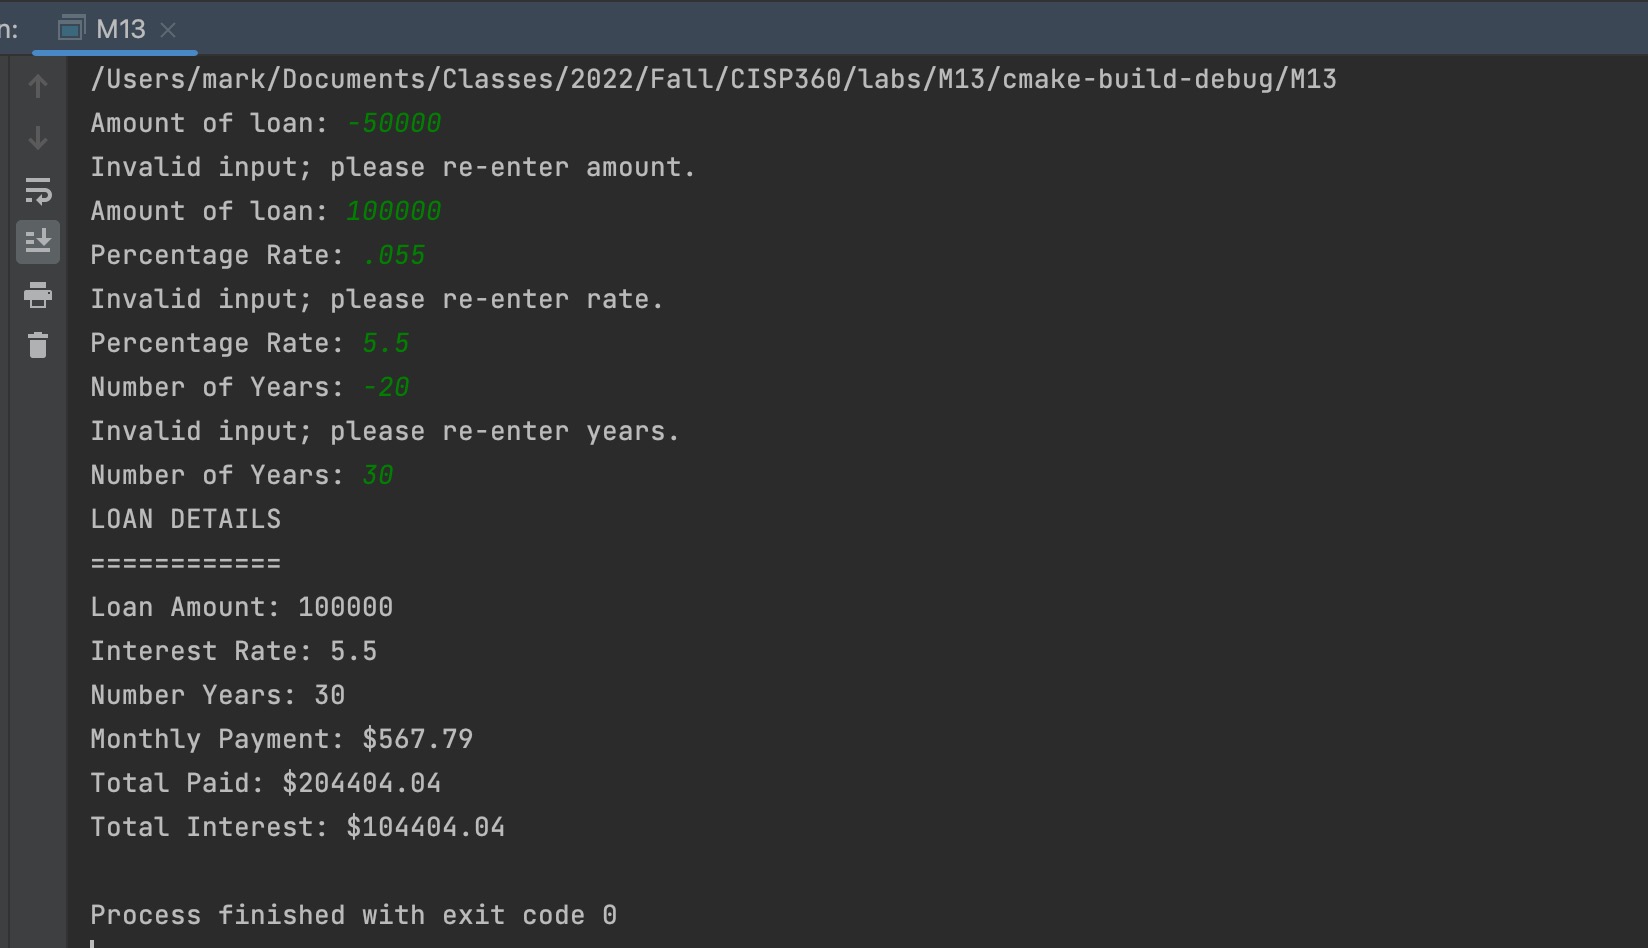 n: M13
/Users/mark/Documents/Classes/2022/Fall/CISP360/labs/M13/cmake-build-debug/M13
Amount of loan: -50000
Invalid input; please re-enter amount.
Amount of loan: 100000
Percentage Rate: .055
Invalid input; please re-enter rate.
Percentage Rate: 5.5
Number of Years: -20
Invalid input; please re-enter years.
Number of Years: 30
LOAN DETAILS
============
Loan Amount: 100000
Interest Rate: 5.5
Number Years: 30
Monthly Payment: $567.79
Total Paid: $204404.04
Total Interest: $104404.04
Process finished with exit code 0